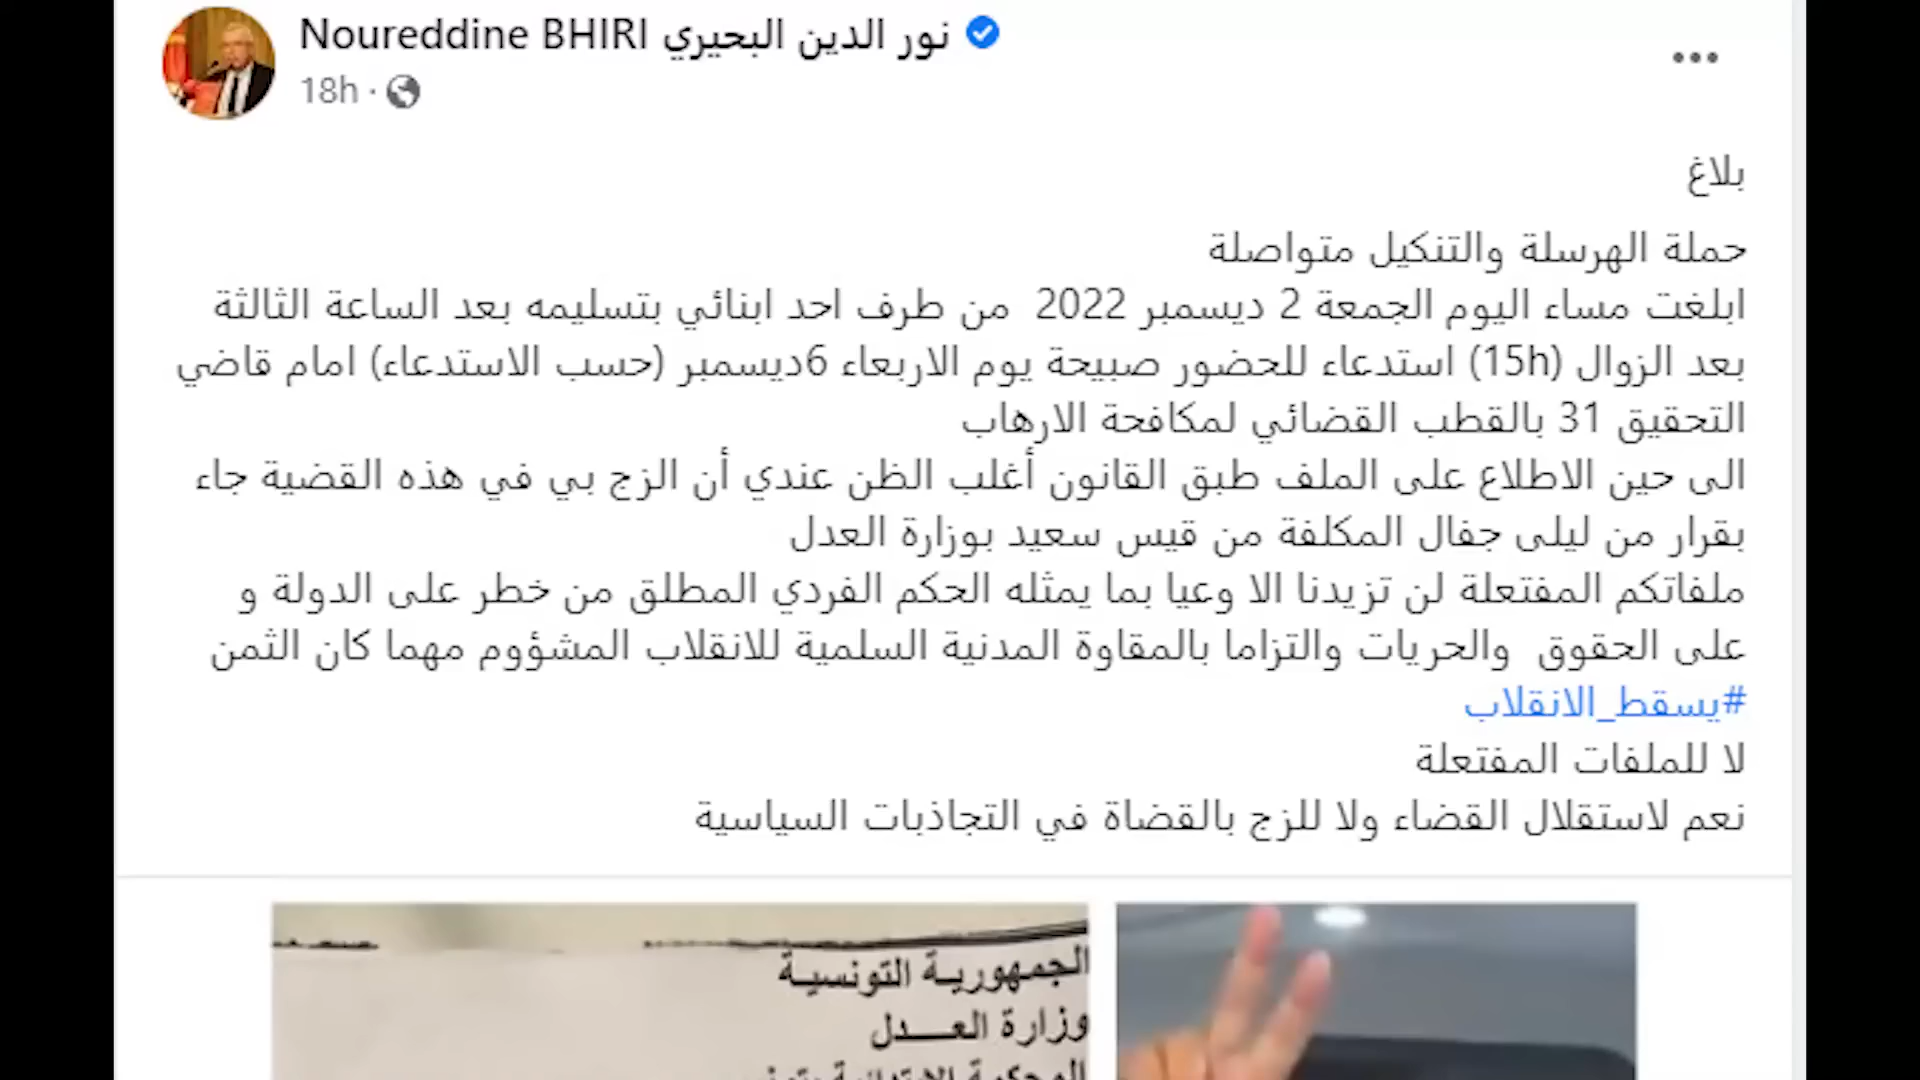 Noureddine BHIRI نور الدين البحيري
18h ·
بلاغ
حملة الهرسلة والتنكيل متواصلة
ابلغت مساء اليوم الجمعة 2 ديسمبر 2022 من طرف احد ابنائي بتسليمه بعد الساعة الثالثة
بعد الزوال (15h) استدعاء للحضور صبيحة يوم الاربعاء 6ديسمبر (حسب الاستدعاء) امام قاضي
التحقيق 31 بالقطب القضائي لمكافحة الارهاب
الى حين الاطلاع على الملف طبق القانون أغلب الظن عندي أن الزج بي في هذه القضية جاء
بقرار من ليلى جفال المكلفة من قيس سعيد بوزارة العدل
ملفاتكم المفتعلة لن تزيدنا الا وعيا بما يمثله الحكم الفردي المطلق من خطر على الدولة و
على الحقوق والحريات والتزاما بالمقاوة المدنية السلمية للانقلاب المشؤوم مهما كان الثمن
#يسقط_الانقلاب
لا للملفات المفتعلة
نعم لاستقلال القضاء ولا للزج بالقضاة في التجاذبات السياسية
الجمهورية التونسية
وزارة العـــدل